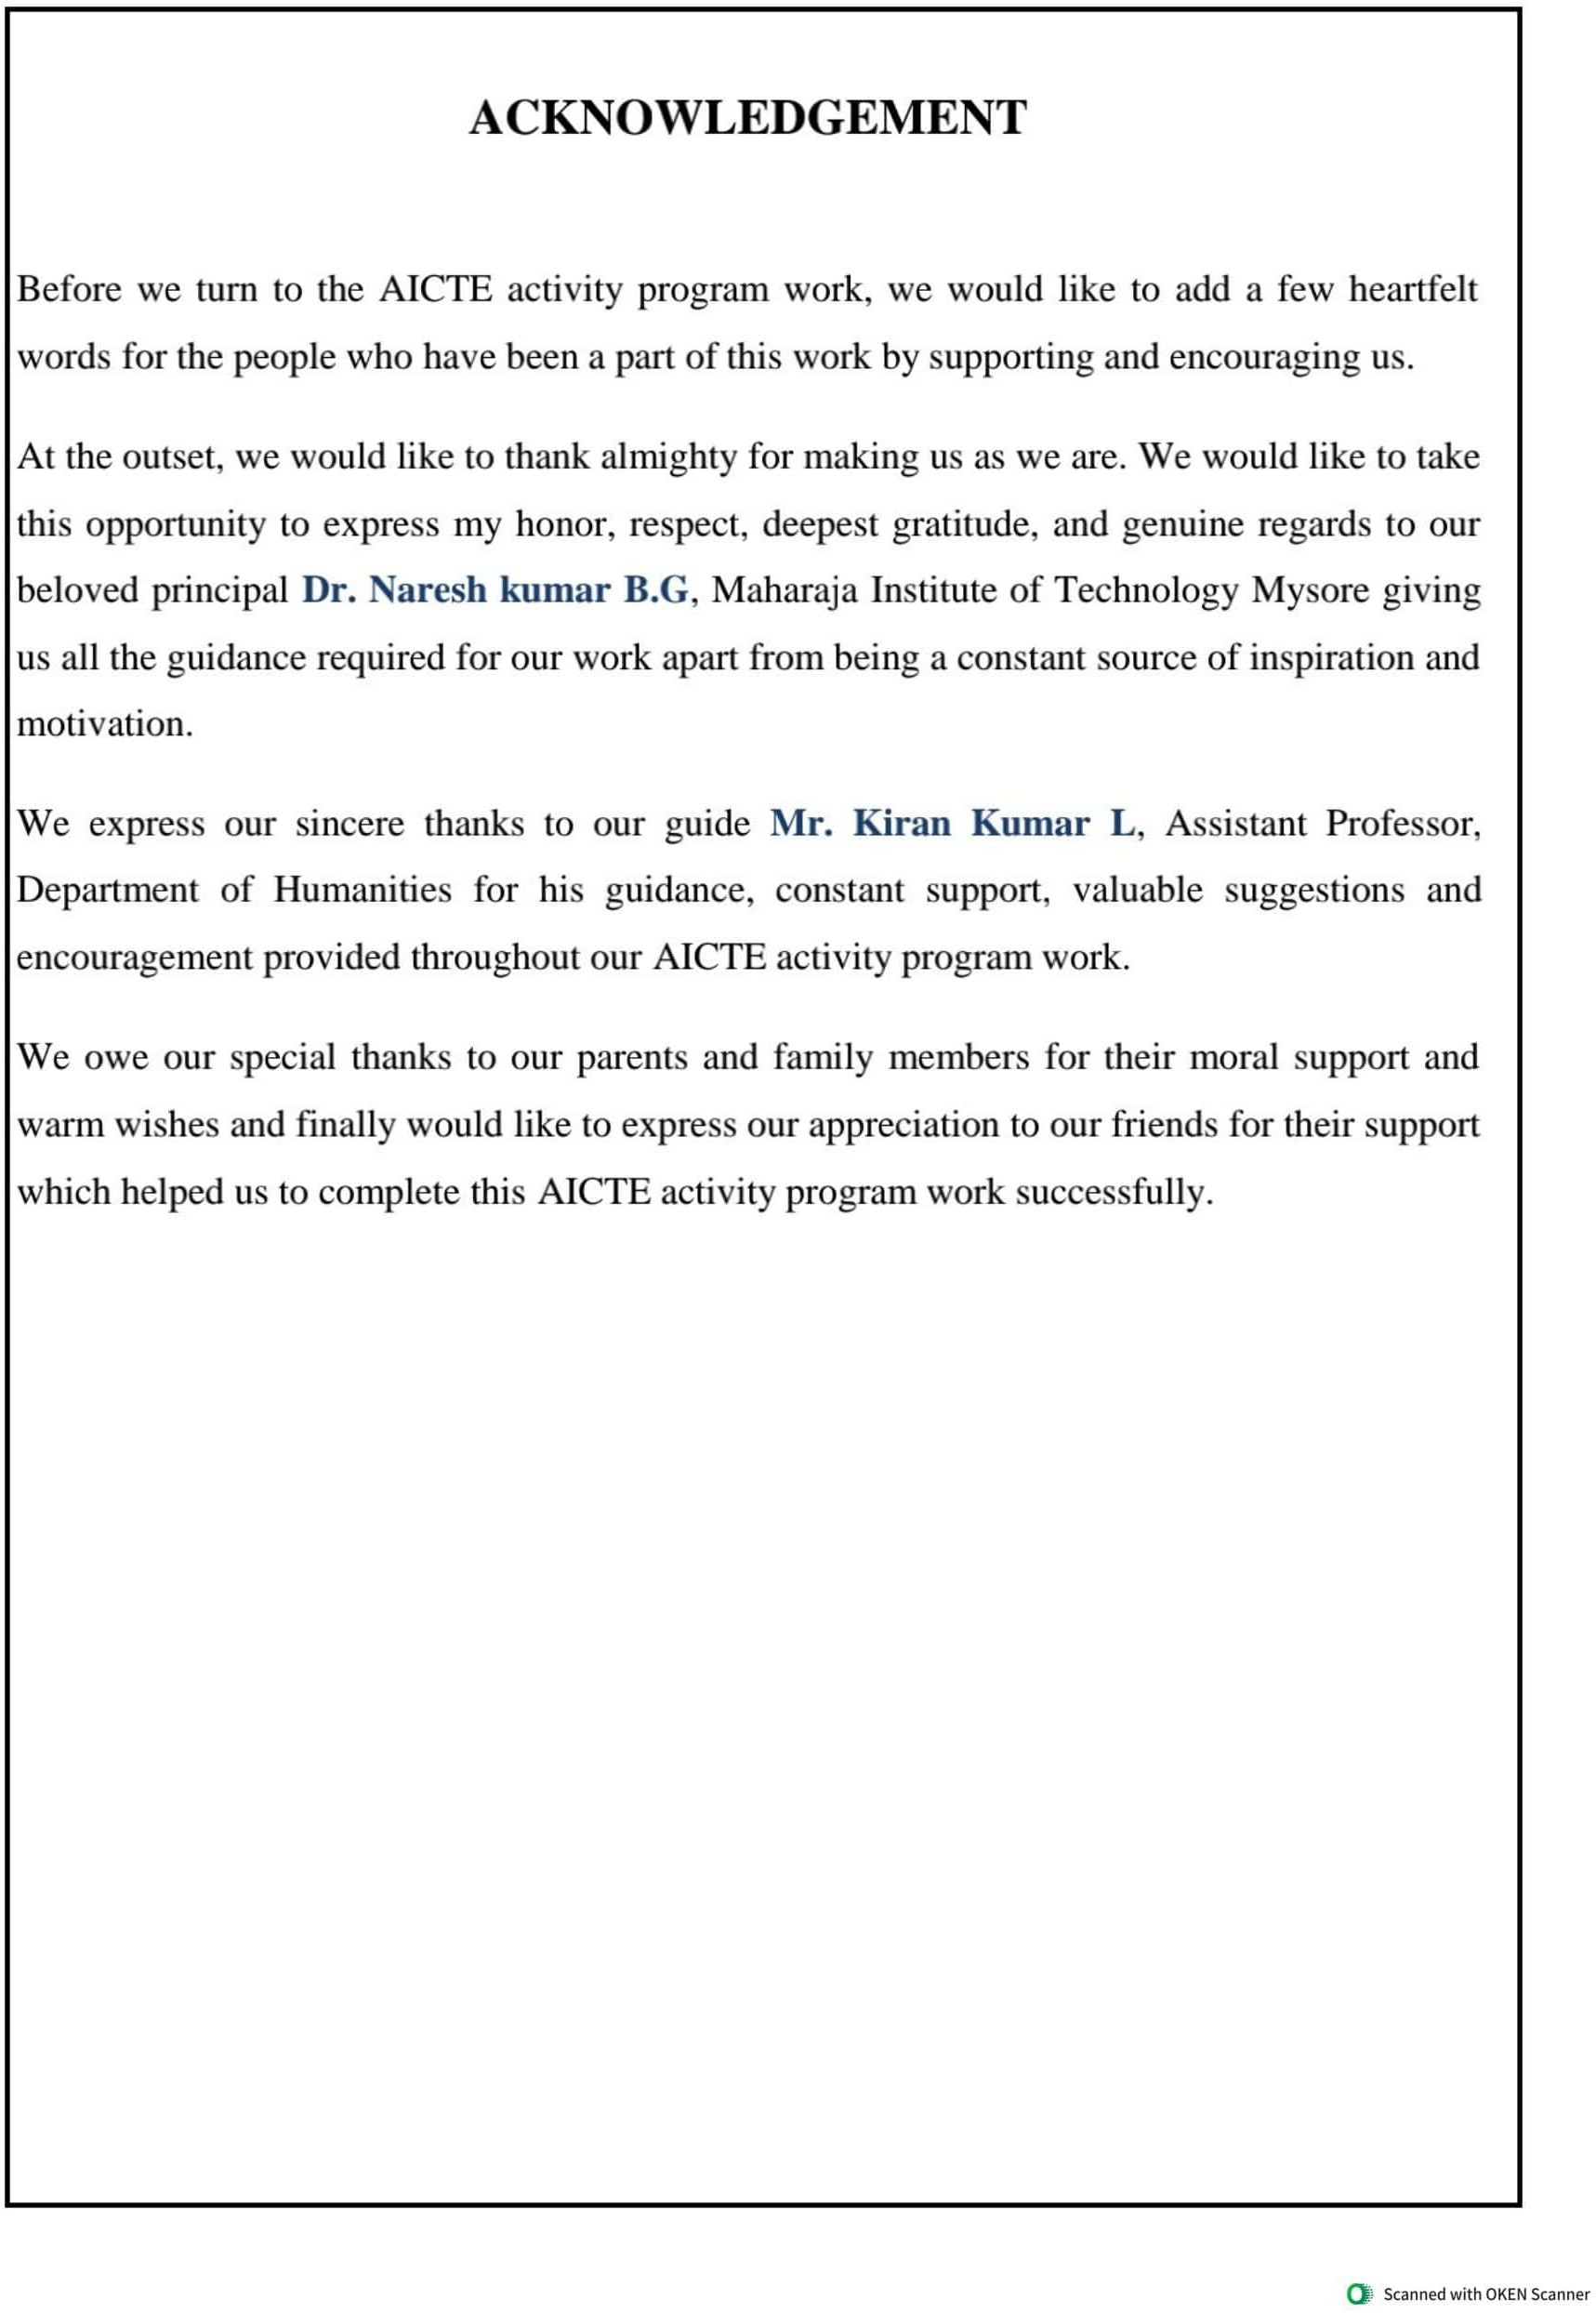 ACKNOWLEDGEMENT
Before we turn to the AICTE activity program work, we would like to add a few heartfelt
words for the people who have been a part of this work by supporting and encouraging us.
At the outset, we would like to thank almighty for making us as we are. We would like to take
this opportunity to express my honor, respect, deepest gratitude, and genuine regards to our
beloved principal Dr. Naresh kumar B.G, Maharaja Institute of Technology Mysore giving
us all the guidance required for our work apart from being a constant source of inspiration and
motivation.
We express our sincere thanks to our guide Mr. Kiran Kumar L, Assistant Professor,
Department of Humanities for his guidance, constant support, valuable suggestions and
encouragement provided throughout our AICTE activity program work.
We owe our special thanks to our parents and family members for their moral support and
warm wishes and finally would like to express our appreciation to our friends for their support
which helped us to complete this AICTE activity program work successfully.
Scanned with OKEN Scanner